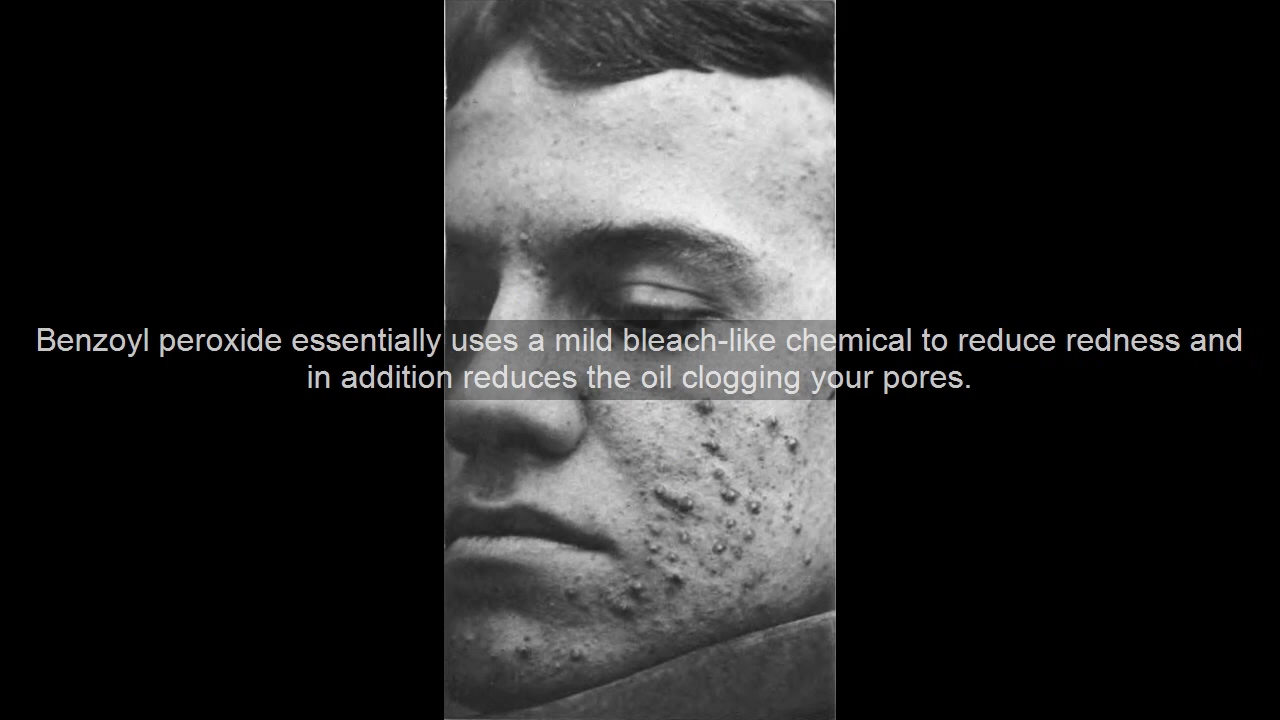 Benzoyl peroxide essentially uses a mild bleach-like chemical to reduce redness and
in addition reduces the oil clogging your pores.